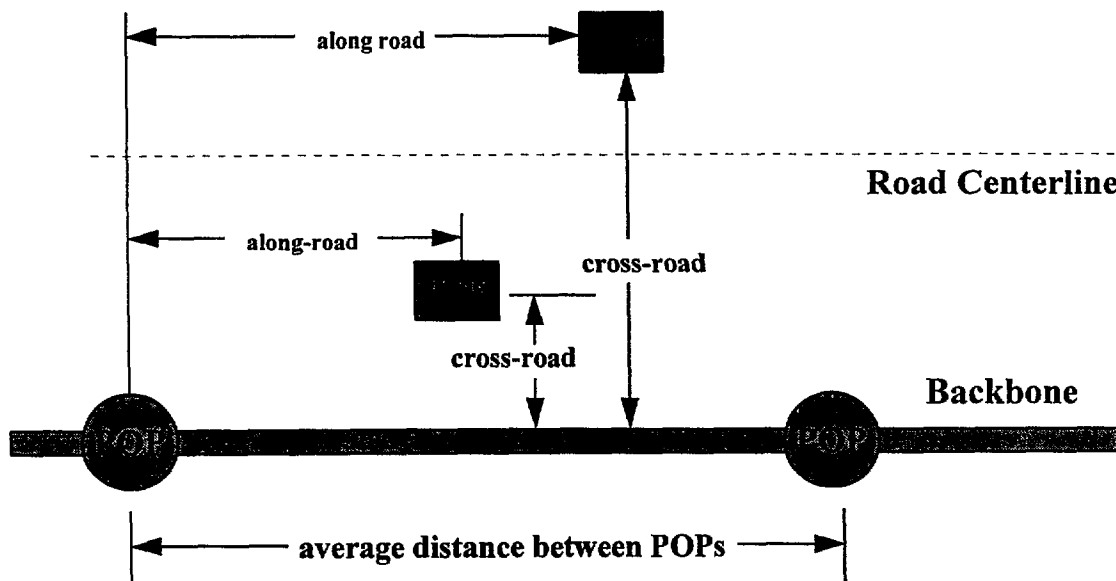 along road
Road Centerline
along-road
cross-road
cross-road
Backbone
POP
POP
average distance between POPs